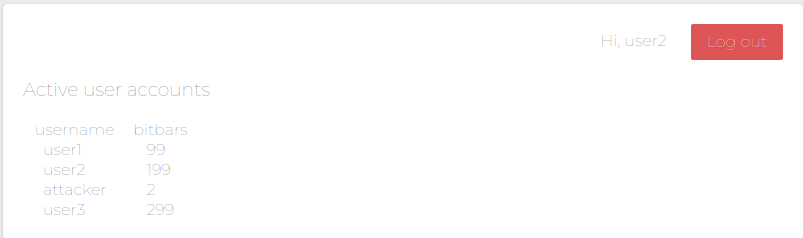 Hi, user2 Log out
Active user accounts
username bitbars
user1 99
user2 199
attacker 2
user3 299